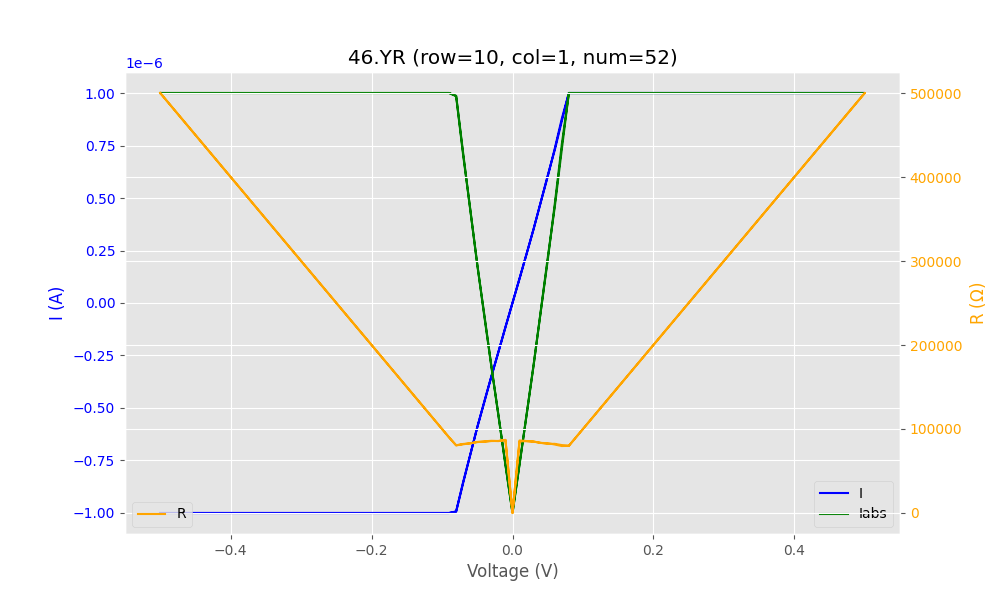 46.YR (row=10, col=1, num=52)
1e−6
1.00
0.75
0.50
0.25
0.00
−0.25
−0.50
−0.75
−1.00
I (A)
500000
400000
300000
200000
100000
0
R (Ω)
R
I
Iabs
−0.4
−0.2
0.0
0.2
0.4
Voltage (V)